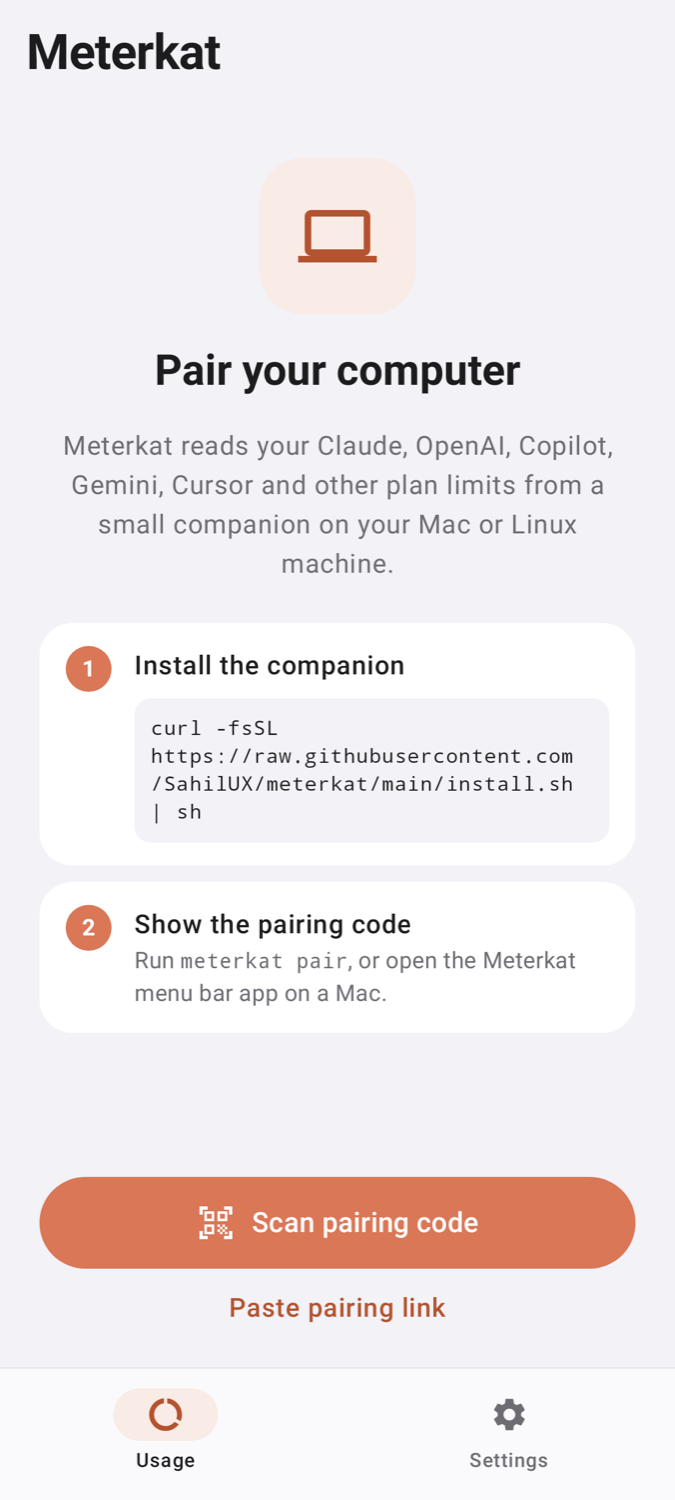 Meterkat
Pair your computer
Meterkat reads your Claude, OpenAI, Copilot,
Gemini, Cursor and other plan limits from a
small companion on your Mac or Linux
machine.
1
Install the companion
curl -fsSL
https://raw.githubusercontent.com
/SahilUX/meterkat/main/install.sh
| sh
2
Show the pairing code
Run meterkat pair, or open the Meterkat
menu bar app on a Mac.
Scan pairing code
Paste pairing link
Usage
Settings